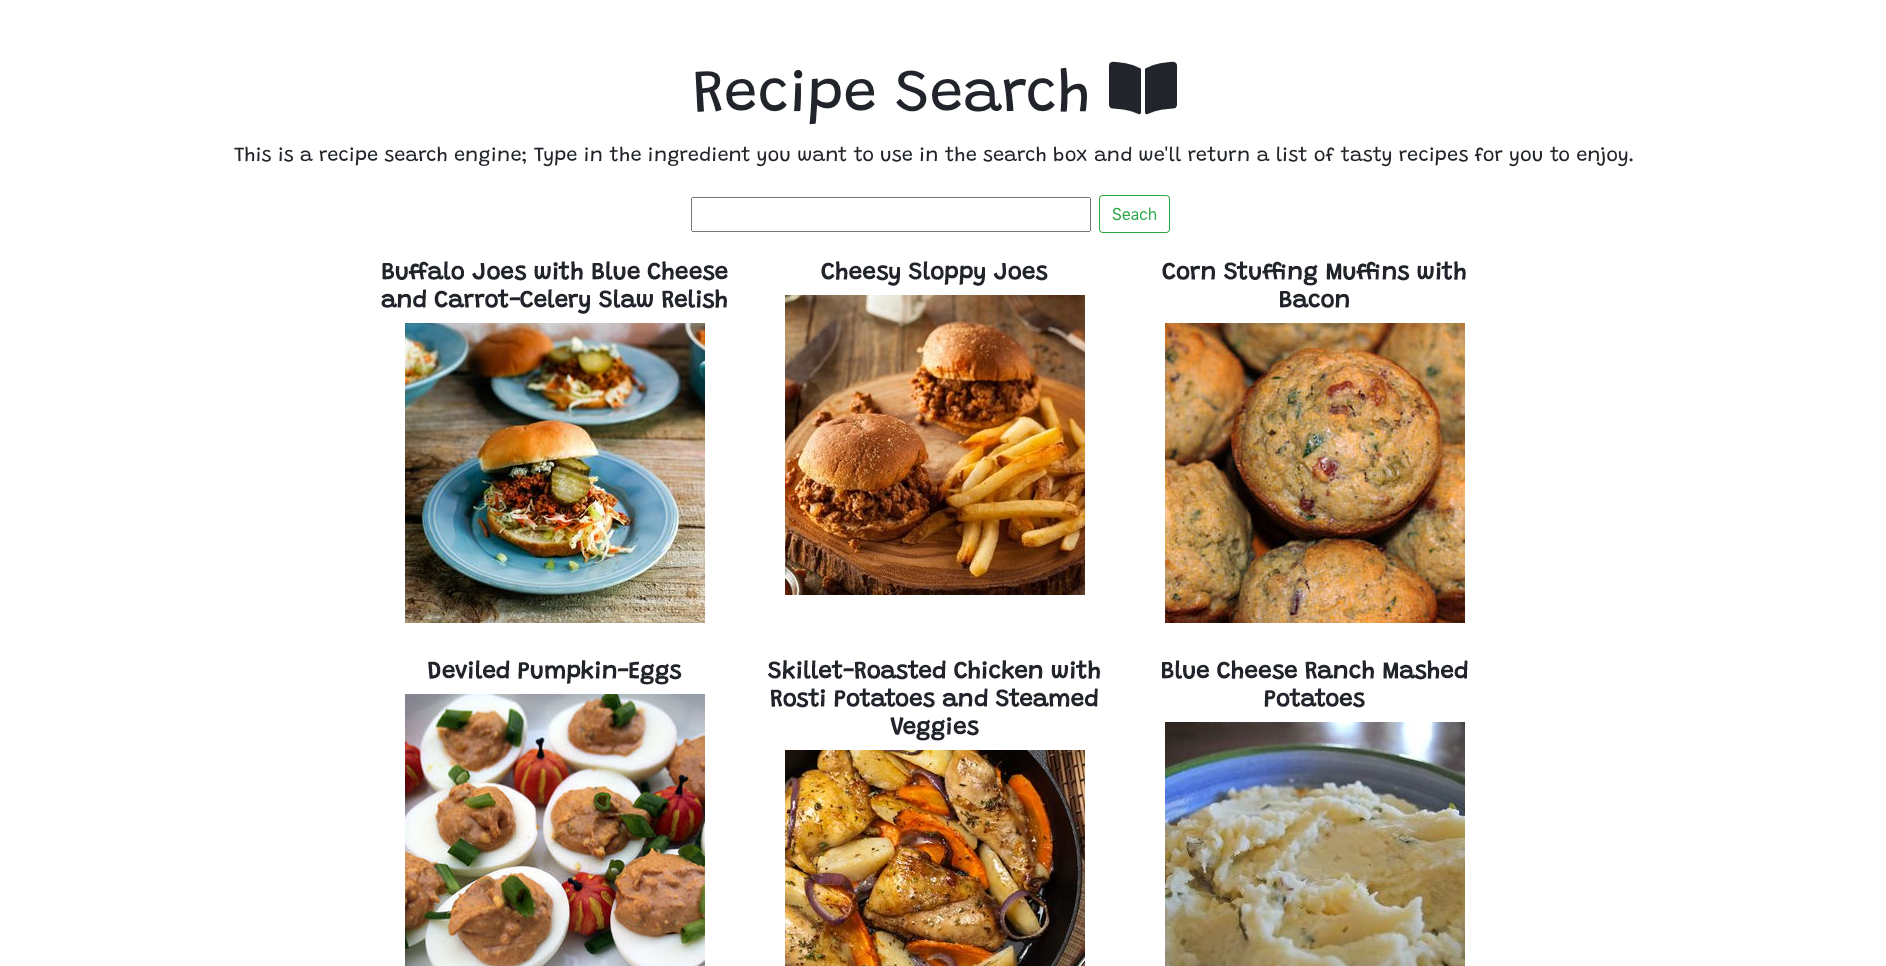 Recipe Search
This is a recipe search engine; Type in the ingredient you want to use in the search box and we'll return a list of tasty recipes for you to enjoy.
Seach
Buffalo Joes with Blue Cheese
and Carrot-Celery Slaw Relish
Cheesy Sloppy Joes
Corn Stuffing Muffins with
Bacon
Deviled Pumpkin-Eggs
Skillet-Roasted Chicken with
Rosti Potatoes and Steamed
Veggies
Blue Cheese Ranch Mashed
Potatoes